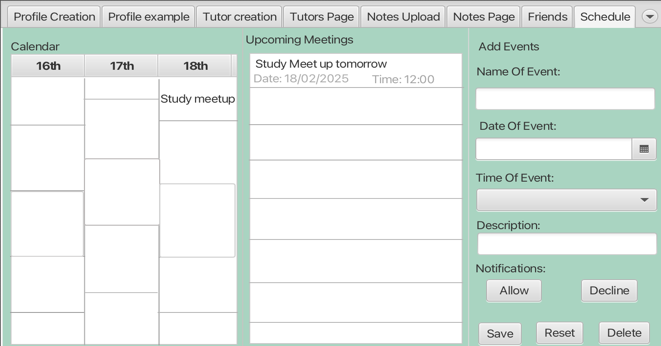 Profile Creation Profile example Tutor creation Tutors Page Notes Upload Notes Page Friends Schedule
Calendar
16th 17th 18th
Study meetup
Upcoming Meetings
Study Meet up tomorrow
Date: 18/02/2025 Time: 12:00
Add Events
Name Of Event:
Date Of Event:
Time Of Event:
Description:
Notifications:
Allow Decline
Save Reset Delete